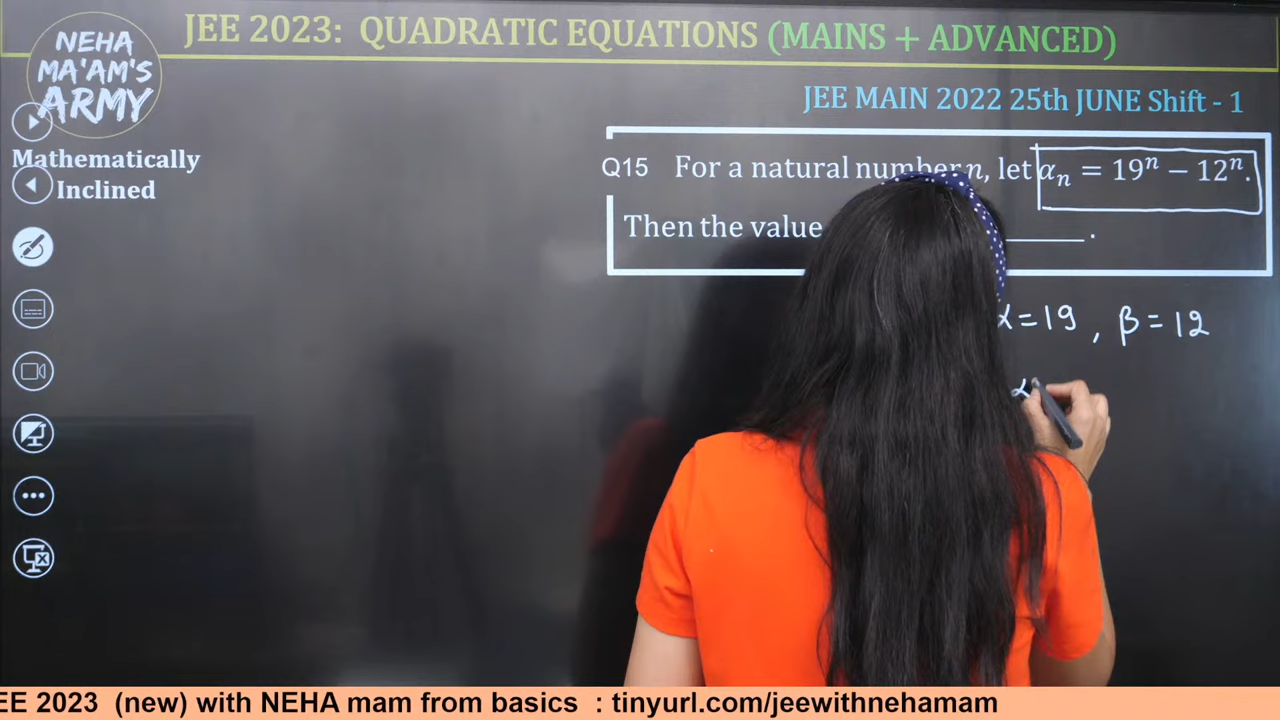 JEE 2023: QUADRATIC EQUATIONS (MAINS + ADVANCED)
NEHA
MA'AM'S
ARMY
Mathematically
Inclined
JEE MAIN 2022 25th JUNE Shift - 1
Q15 For a natural number n, let αₙ = 19ⁿ − 12ⁿ.
Then the value ______ .
α = 19 , β = 12
α
EE 2023 (new) with NEHA mam from basics : tinyurl.com/jeewithnehamam